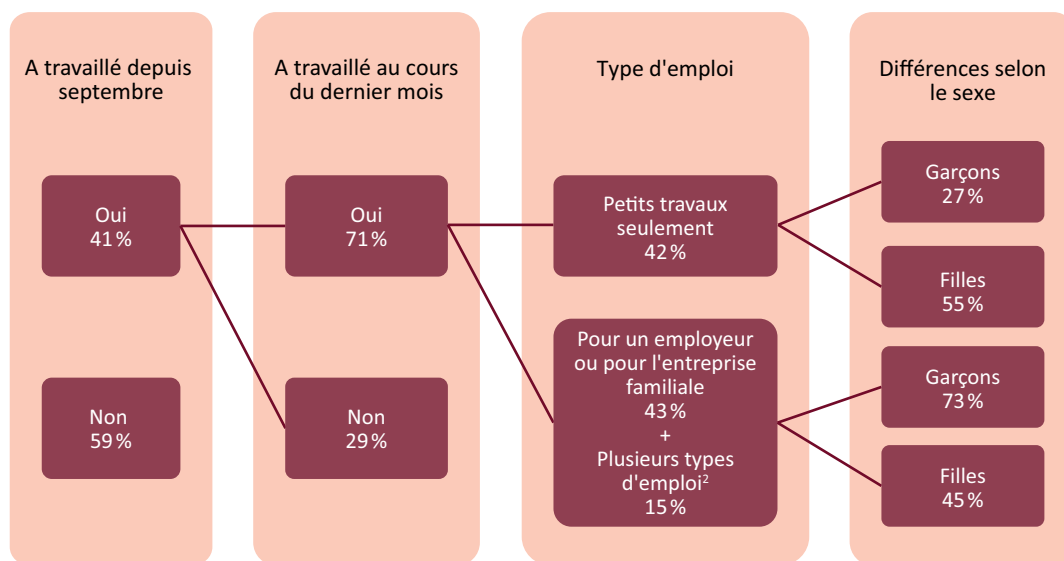 A travaillé depuis
septembre
Oui
41 %
Non
59 %
A travaillé au cours
du dernier mois
Oui
71 %
Non
29 %
Type d'emploi
Petits travaux
seulement
42 %
Pour un employeur
ou pour l'entreprise
familiale
43 %
+
Plusieurs types
d'emploi²
15 %
Différences selon
le sexe
Garçons
27 %
Filles
55 %
Garçons
73 %
Filles
45 %